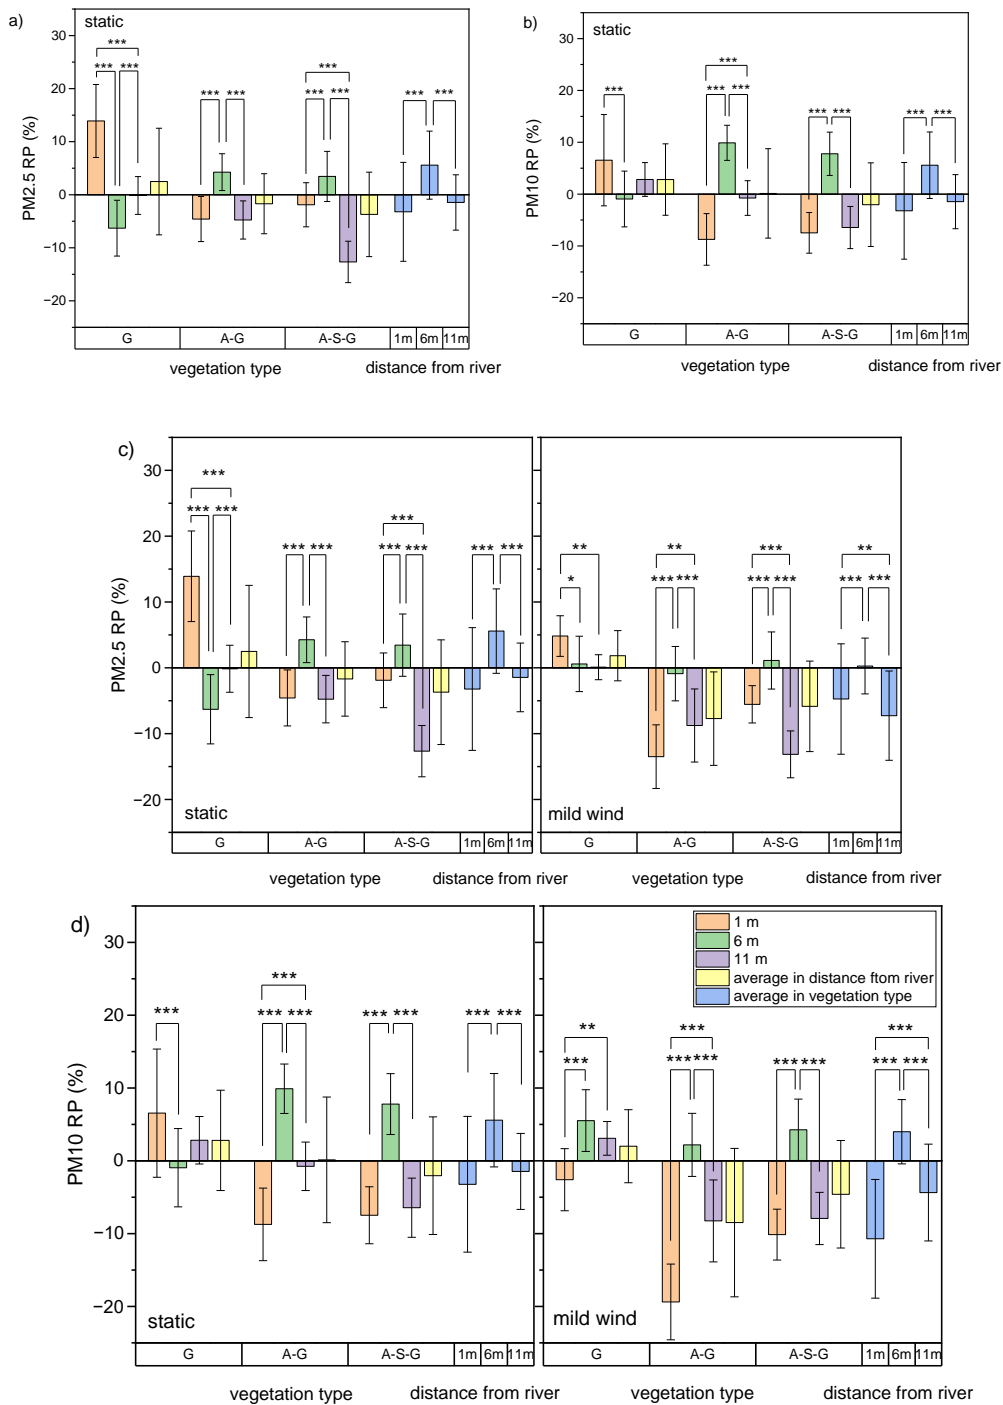 a)
static
30
20
10
0
−10
−20
PM2.5 RP (%)
*** *** ***
*** ***
*** *** ***
*** ***
G A-G A-S-G 1m 6m 11m
vegetation type distance from river
b)
static
30
20
10
0
−10
−20
PM10 RP (%)
***
*** *** ***
*** ***
*** ***
G A-G A-S-G 1m 6m 11m
vegetation type distance from river
c)
30
20
10
0
−10
−20
PM2.5 RP (%)
*** *** ***
*** ***
*** *** ***
*** ***
static
G A-G A-S-G 1m 6m 11m
vegetation type distance from river
** *
** *** ***
*** *** ***
** *** ***
mild wind
G A-G A-S-G 1m 6m 11m
vegetation type distance from river
d)
30
20
10
0
−10
−20
PM10 RP (%)
***
*** *** ***
*** ***
*** ***
static
G A-G A-S-G 1m 6m 11m
vegetation type distance from river
1 m
6 m
11 m
average in distance ftom river
average in vegetation type
** ***
*** *** ***
*** ***
*** *** ***
mild wind
G A-G A-S-G 1m 6m 11m
vegetation type distance from river